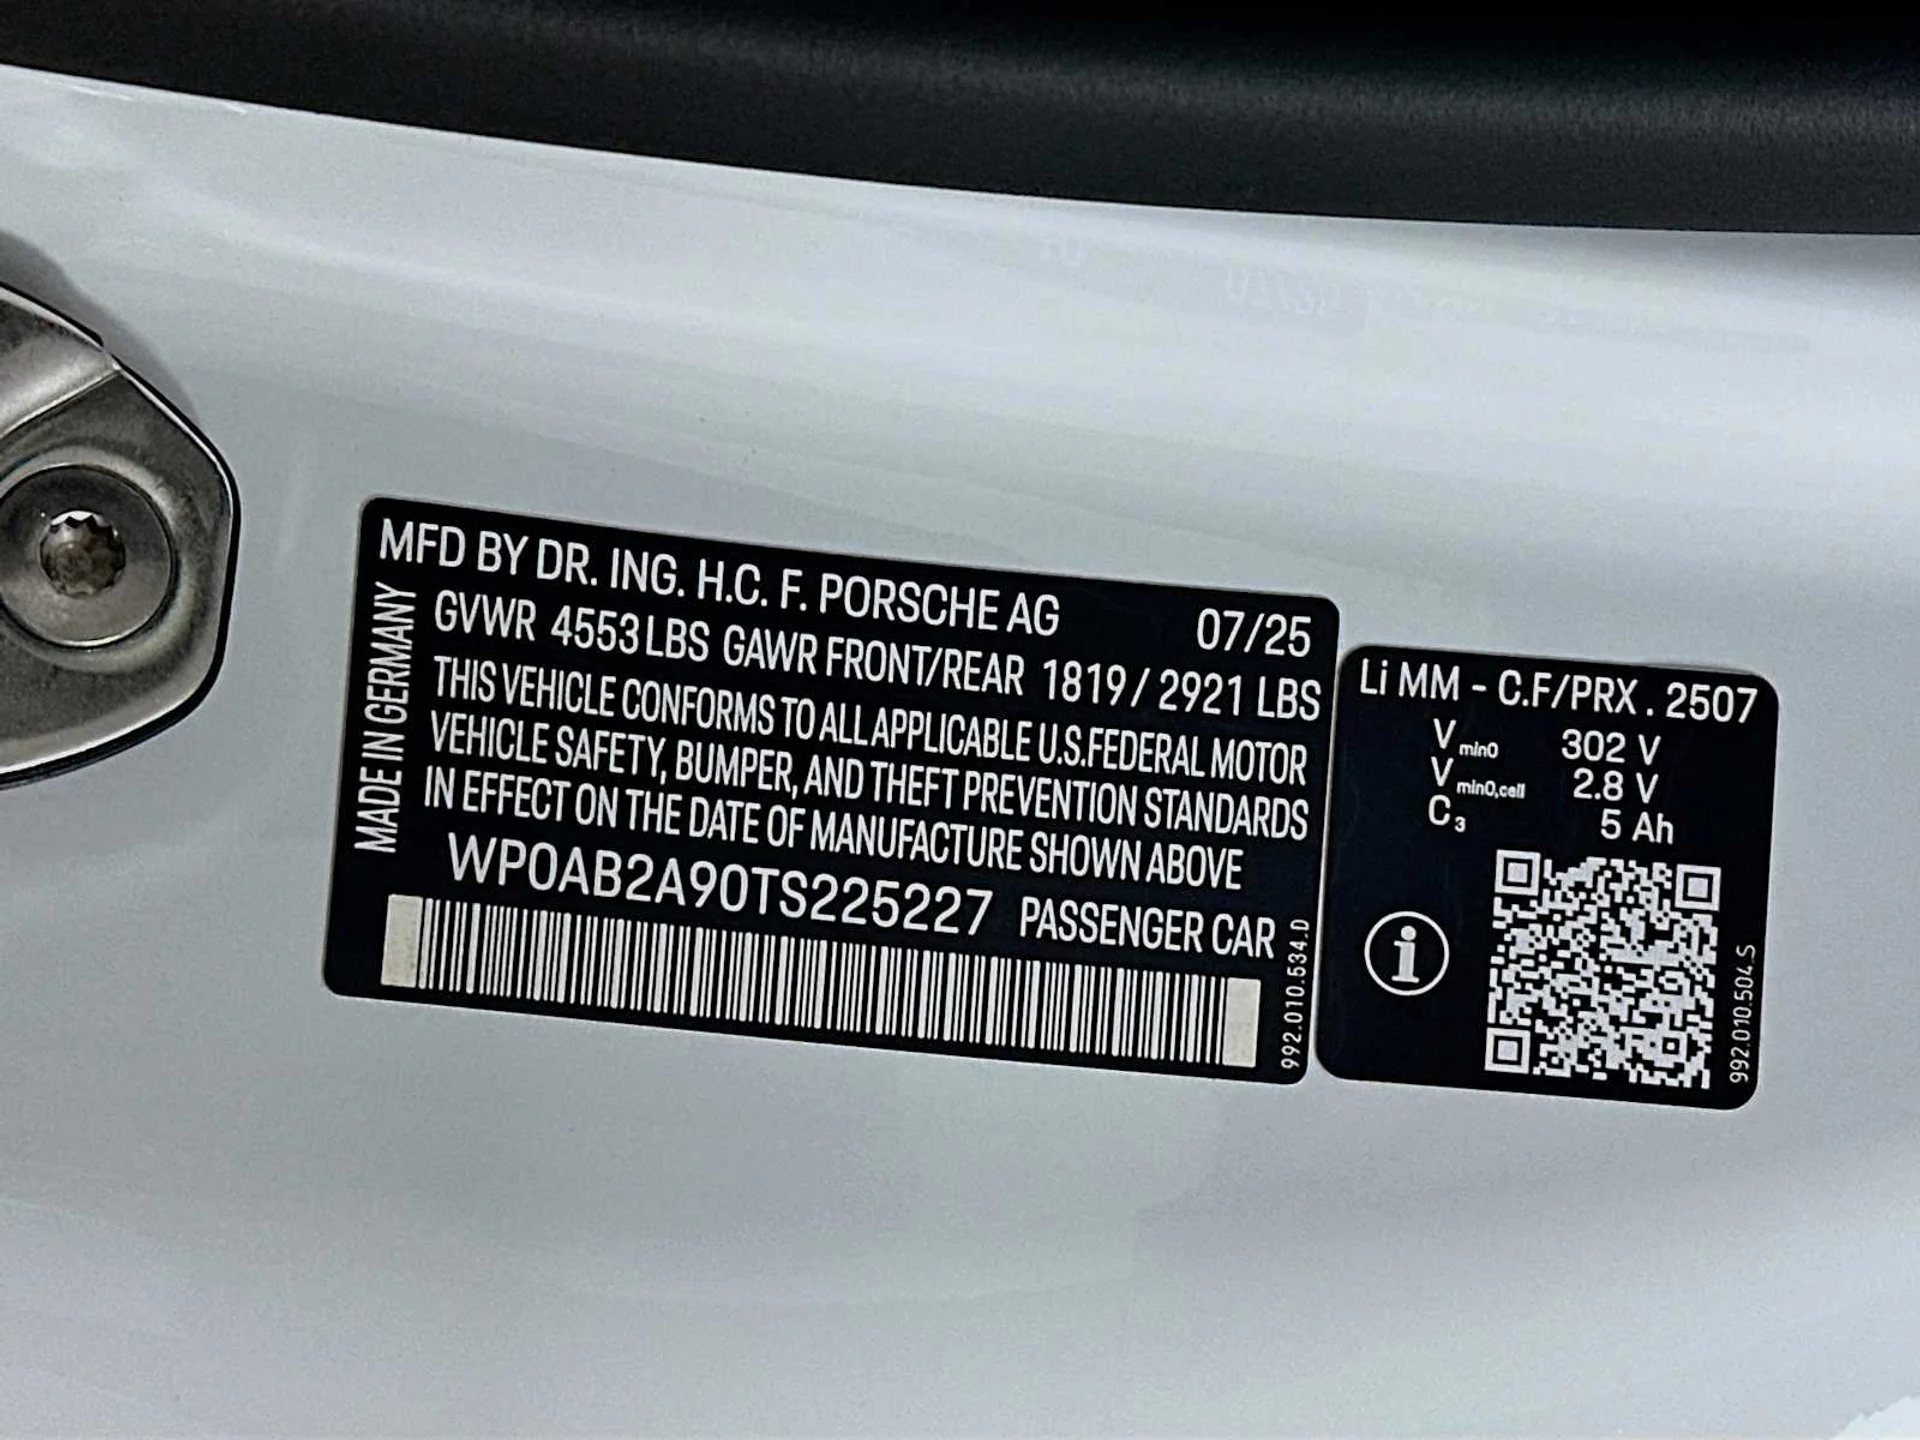 MFD BY DR. ING. H.C. F. PORSCHE AG 07/25
GVWR 4553 LBS GAWR FRONT/REAR 1819 / 2921 LBS
THIS VEHICLE CONFORMS TO ALL APPLICABLE U.S. FEDERAL MOTOR
VEHICLE SAFETY, BUMPER, AND THEFT PREVENTION STANDARDS
IN EFFECT ON THE DATE OF MANUFACTURE SHOWN ABOVE
WP0AB2A90TS225227 PASSENGER CAR
MADE IN GERMANY
992.010.534.D
Li MM - C.F/PRX . 2507
Vmin0 302 V
Vmin0,cell 2.8 V
C3 5 Ah
i
992.010.504.S